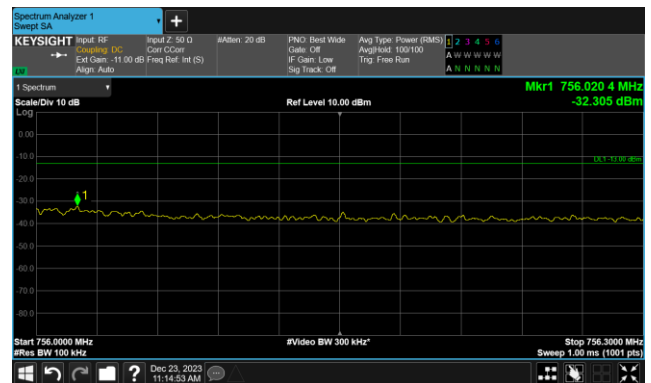 Spectrum Analyzer 1
Swept SA
+
KEYSIGHT Input: RF Input Z: 50 Ω #Atten: 20 dB PNO: Best Wide Avg Type: Power (RMS) 1 2 3 4 5 6
Coupling: DC Corr CCorr Gate: Off Avg|Hold: 100/100 A W W W W W
Ext Gain: -11.00 dB Freq Ref: Int (S) IF Gain: Low Trig: Free Run
Align: Auto Sig Track: Off A N N N N N
LXI
1 Spectrum
Mkr1 756.020 4 MHz
Scale/Div 10 dB Ref Level 10.00 dBm -32.305 dBm
Log
0.00
DL1 -13.00 dBm
-10.0
-20.0
1
-30.0
-40.0
-50.0
-60.0
-70.0
-80.0
Start 756.0000 MHz #Video BW 300 kHz* Stop 756.3000 MHz
#Res BW 100 kHz Sweep 1.00 ms (1001 pts)
? Dec 23, 2023
11:14:53 AM